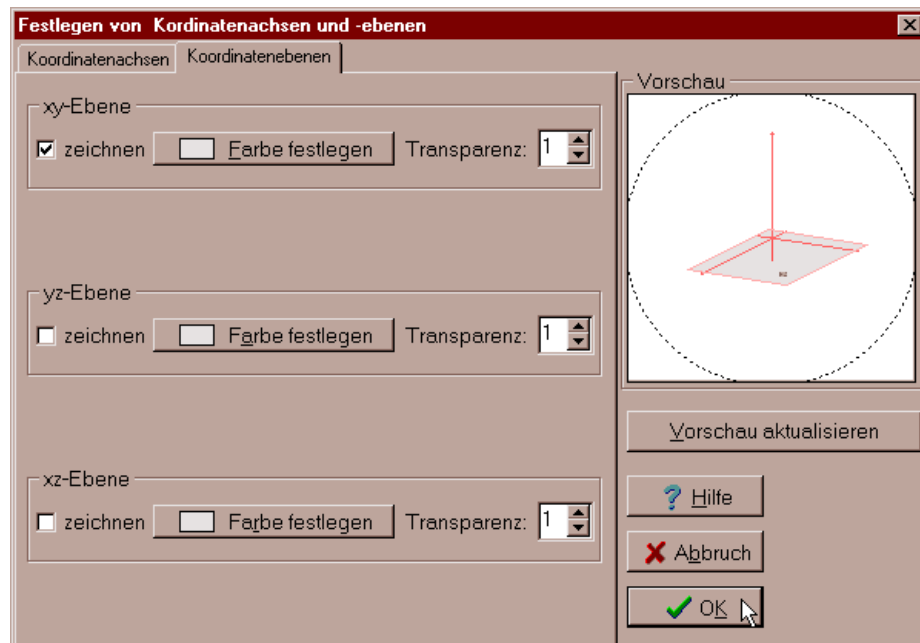 Festlegen von Kordinatenachsen und -ebenen
Koordinatenachsen Koordinatenebenen
xy-Ebene
zeichnen Farbe festlegen Transparenz: 1
yz-Ebene
zeichnen Farbe festlegen Transparenz: 1
xz-Ebene
zeichnen Farbe festlegen Transparenz: 1
Vorschau
Vorschau aktualisieren
? Hilfe
Abbruch
OK